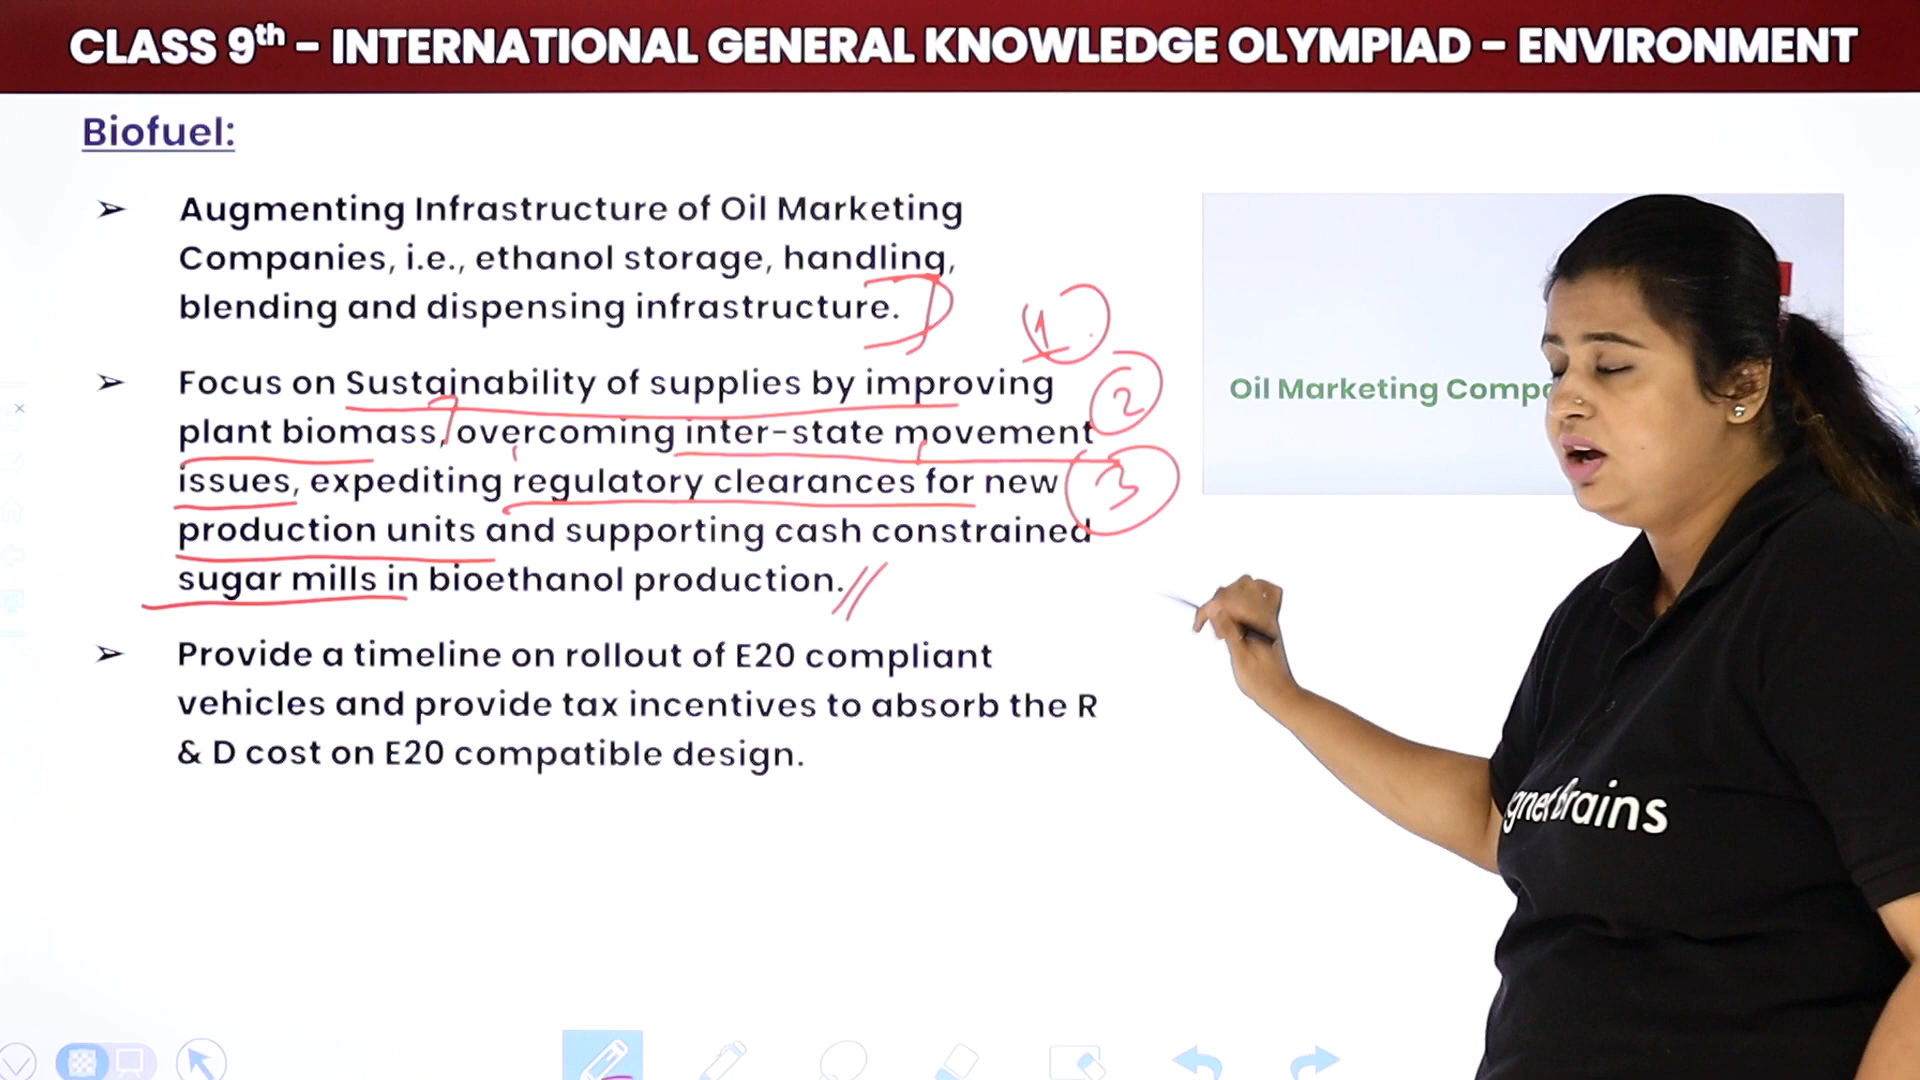 CLASS 9th - INTERNATIONAL GENERAL KNOWLEDGE OLYMPIAD - ENVIRONMENT
Biofuel:
➢ Augmenting Infrastructure of Oil Marketing
Companies, i.e., ethanol storage, handling,
blending and dispensing infrastructure.
1
➢ Focus on Sustainability of supplies by improving
2
plant biomass, overcoming inter-state movement
issues, expediting regulatory clearances for new
3
production units and supporting cash constrained
sugar mills in bioethanol production.
➢ Provide a timeline on rollout of E20 compliant
vehicles and provide tax incentives to absorb the R
& D cost on E20 compatible design.
Oil Marketing